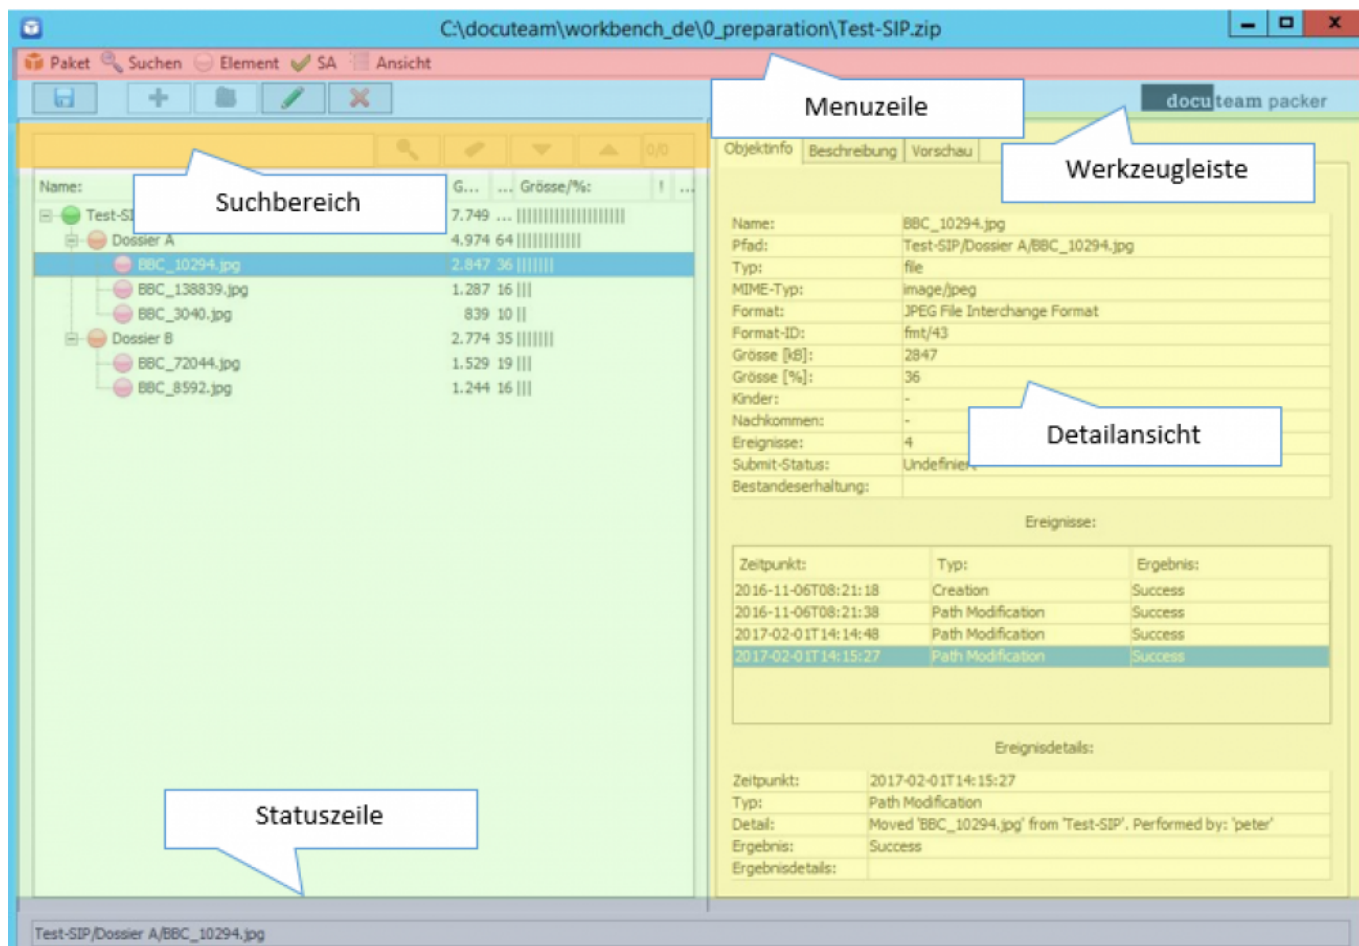 C:\docuteam\workbench_de\0_preparation\Test-SIP.zip
Paket Suchen Element SA Ansicht
Menuzeile
docuteam packer
Werkzeugleiste
0/0
Suchbereich
Name: G... ... Grösse/%: ! ...
Test-SI 7.749 ...
Dossier A 4.974 64
BBC_10294.jpg 2.847 36
BBC_138839.jpg 1.287 16
BBC_3040.jpg 839 10
Dossier B 2.774 35
BBC_72044.jpg 1.529 19
BBC_8592.jpg 1.244 16
Statuszeile
Objektinfo Beschreibung Vorschau
Name: BBC_10294.jpg
Pfad: Test-SIP/Dossier A/BBC_10294.jpg
Typ: file
MIME-Typ: image/jpeg
Format: JPEG File Interchange Format
Format-ID: fmt/43
Grösse [kB]: 2847
Grösse [%]: 36
Kinder: -
Nachkommen: -
Ereignisse: 4
Submit-Status: Undefiniert
Bestandeserhaltung:
Detailansicht
Ereignisse:
Zeitpunkt: Typ: Ergebnis:
2016-11-06T08:21:18 Creation Success
2016-11-06T08:21:38 Path Modification Success
2017-02-01T14:14:48 Path Modification Success
2017-02-01T14:15:27 Path Modification Success
Ereignisdetails:
Zeitpunkt: 2017-02-01T14:15:27
Typ: Path Modification
Detail: Moved 'BBC_10294.jpg' from 'Test-SIP'. Performed by: 'peter'
Ergebnis: Success
Ergebnisdetails:
Test-SIP/Dossier A/BBC_10294.jpg